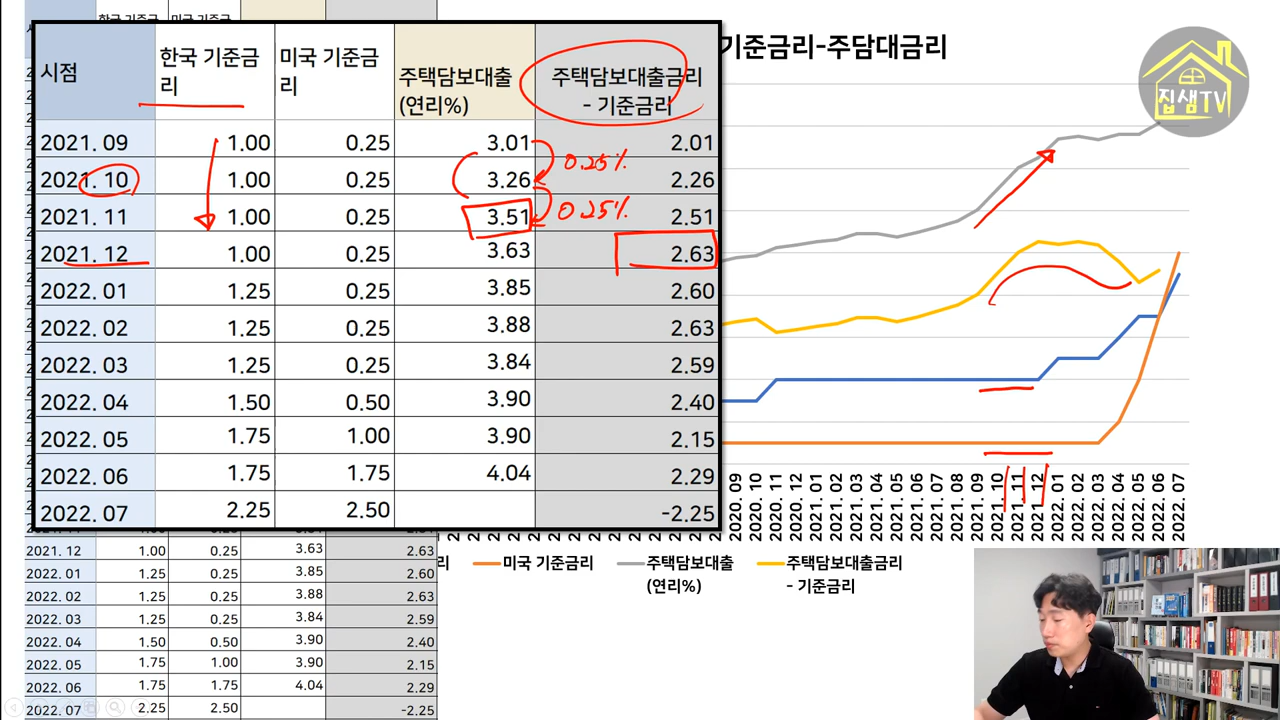 기준금리-주담대금리
집샘TV
시점 한국 기준금리 미국 기준금리 주택담보대출(연리%) 주택담보대출금리 - 기준금리
2021. 09 1.00 0.25 3.01 2.01
2021. 10 1.00 0.25 3.26 2.26
2021. 11 1.00 0.25 3.51 2.51
2021. 12 1.00 0.25 3.63 2.63
2022. 01 1.25 0.25 3.85 2.60
2022. 02 1.25 0.25 3.88 2.63
2022. 03 1.25 0.25 3.84 2.59
2022. 04 1.50 0.50 3.90 2.40
2022. 05 1.75 1.00 3.90 2.15
2022. 06 1.75 1.75 4.04 2.29
2022. 07 2.25 2.50 -2.25
0.25%
0.25%
2021. 12 1.00 0.25 3.63 2.63
2022. 01 1.25 0.25 3.85 2.60
2022. 02 1.25 0.25 3.88 2.63
2022. 03 1.25 0.25 3.84 2.59
2022. 04 1.50 0.50 3.90 2.40
2022. 05 1.75 1.00 3.90 2.15
2022. 06 1.75 1.75 4.04 2.29
2022. 07 2.25 2.50 -2.25
2020. 09
2020. 10
2020. 11
2020. 12
2021. 01
2021. 02
2021. 03
2021. 04
2021. 05
2021. 06
2021. 07
2021. 08
2021. 09
2021. 10
2021. 11
2021. 12
2022. 01
2022. 02
2022. 03
2022. 04
2022. 05
2022. 06
2022. 07
리 미국 기준금리 주택담보대출 주택담보대출금리
(연리%) - 기준금리